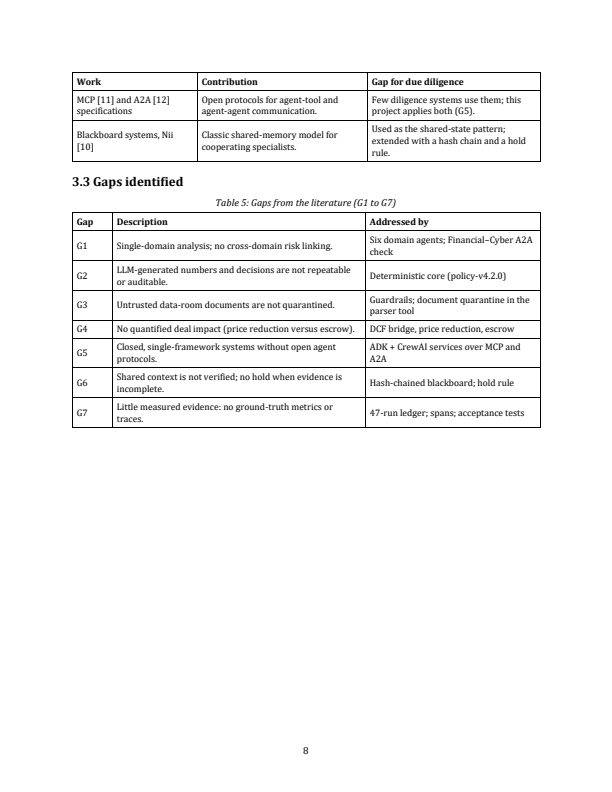 Work Contribution Gap for due diligence
MCP [11] and A2A [12] specifications Open protocols for agent-tool and agent-agent communication. Few diligence systems use them; this project applies both (G5).
Blackboard systems, Nii [10] Classic shared-memory model for cooperating specialists. Used as the shared-state pattern; extended with a hash chain and a hold rule.
3.3 Gaps identified
Table 5: Gaps from the literature (G1 to G7)
Gap Description Addressed by
G1 Single-domain analysis; no cross-domain risk linking. Six domain agents; Financial–Cyber A2A check
G2 LLM-generated numbers and decisions are not repeatable or auditable. Deterministic core (policy-v4.2.0)
G3 Untrusted data-room documents are not quarantined. Guardrails; document quarantine in the parser tool
G4 No quantified deal impact (price reduction versus escrow). DCF bridge, price reduction, escrow
G5 Closed, single-framework systems without open agent protocols. ADK + CrewAI services over MCP and A2A
G6 Shared context is not verified; no hold when evidence is incomplete. Hash-chained blackboard; hold rule
G7 Little measured evidence: no ground-truth metrics or traces. 47-run ledger; spans; acceptance tests
8